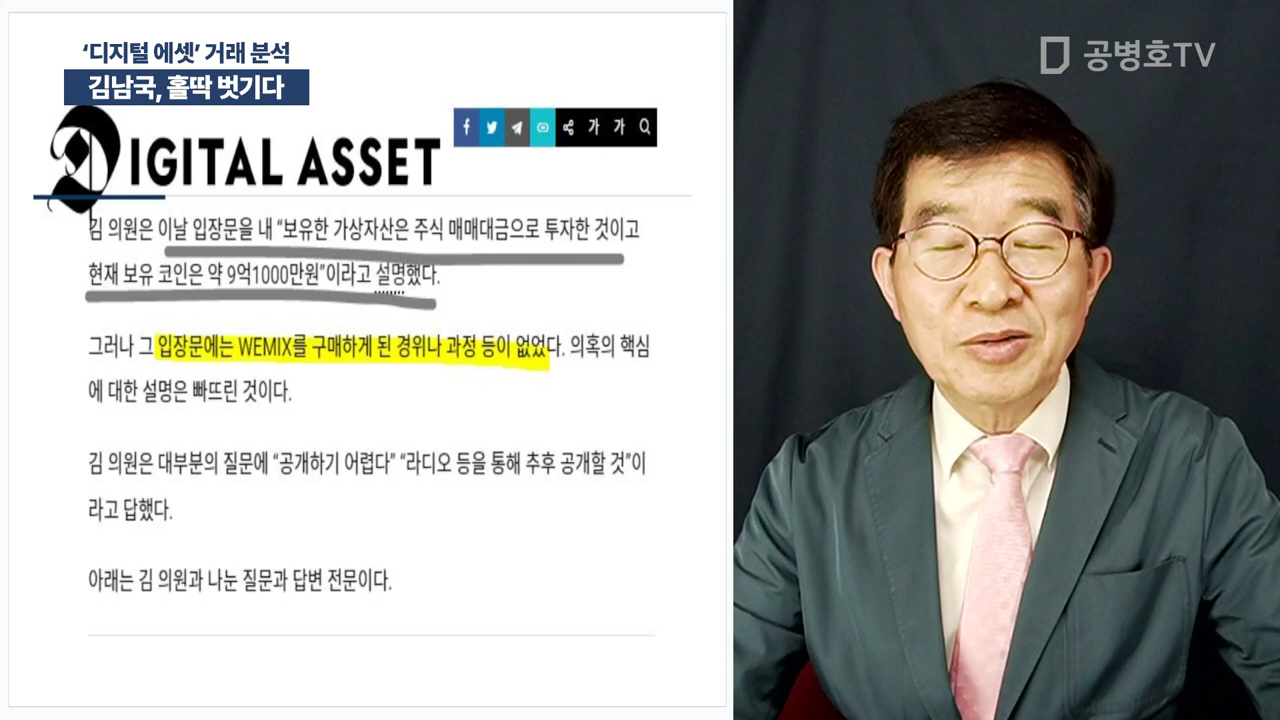 ‘디지털 에셋’ 거래 분석
김남국, 홀딱 벗기다
공병호TV
DIGITAL ASSET
가 가
김 의원은 이날 입장문을 내 “보유한 가상자산은 주식 매매대금으로 투자한 것이고
현재 보유 코인은 약 9억1000만원”이라고 설명했다.
그러나 그 입장문에는 WEMIX를 구매하게 된 경위나 과정 등이 없었다. 의혹의 핵심
에 대한 설명은 빠뜨린 것이다.
김 의원은 대부분의 질문에 “공개하기 어렵다” “라디오 등을 통해 추후 공개할 것”이
라고 답했다.
아래는 김 의원과 나눈 질문과 답변 전문이다.